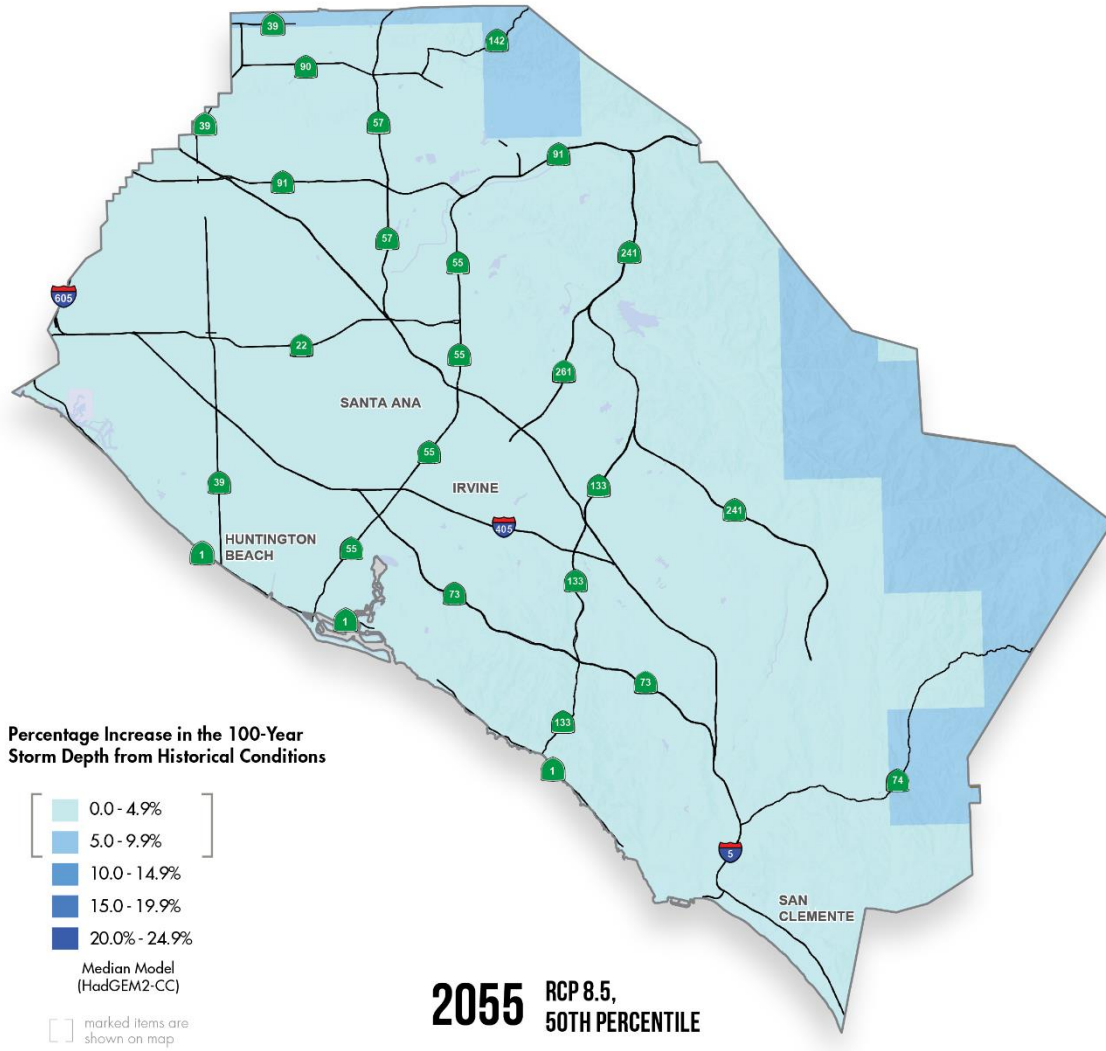 39
142
90
39
57
91
91
57
55
241
605
22
55
261
SANTA ANA
55
39
IRVINE
133
241
405
HUNTINGTON
BEACH
1
55
133
73
1
73
133
1
74
5
SAN
CLEMENTE
Percentage Increase in the 100-Year
Storm Depth from Historical Conditions
0.0 - 4.9%
5.0 - 9.9%
10.0 - 14.9%
15.0 - 19.9%
20.0% - 24.9%
Median Model
(HadGEM2-CC)
[ ] marked items are
shown on map
2055
RCP 8.5,
50TH PERCENTILE